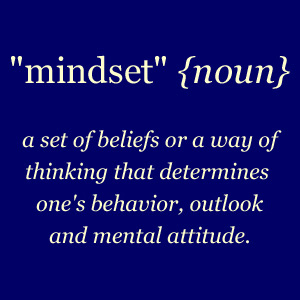 "mindset" {noun}
a set of beliefs or a way of
thinking that determines
one's behavior, outlook
and mental attitude.